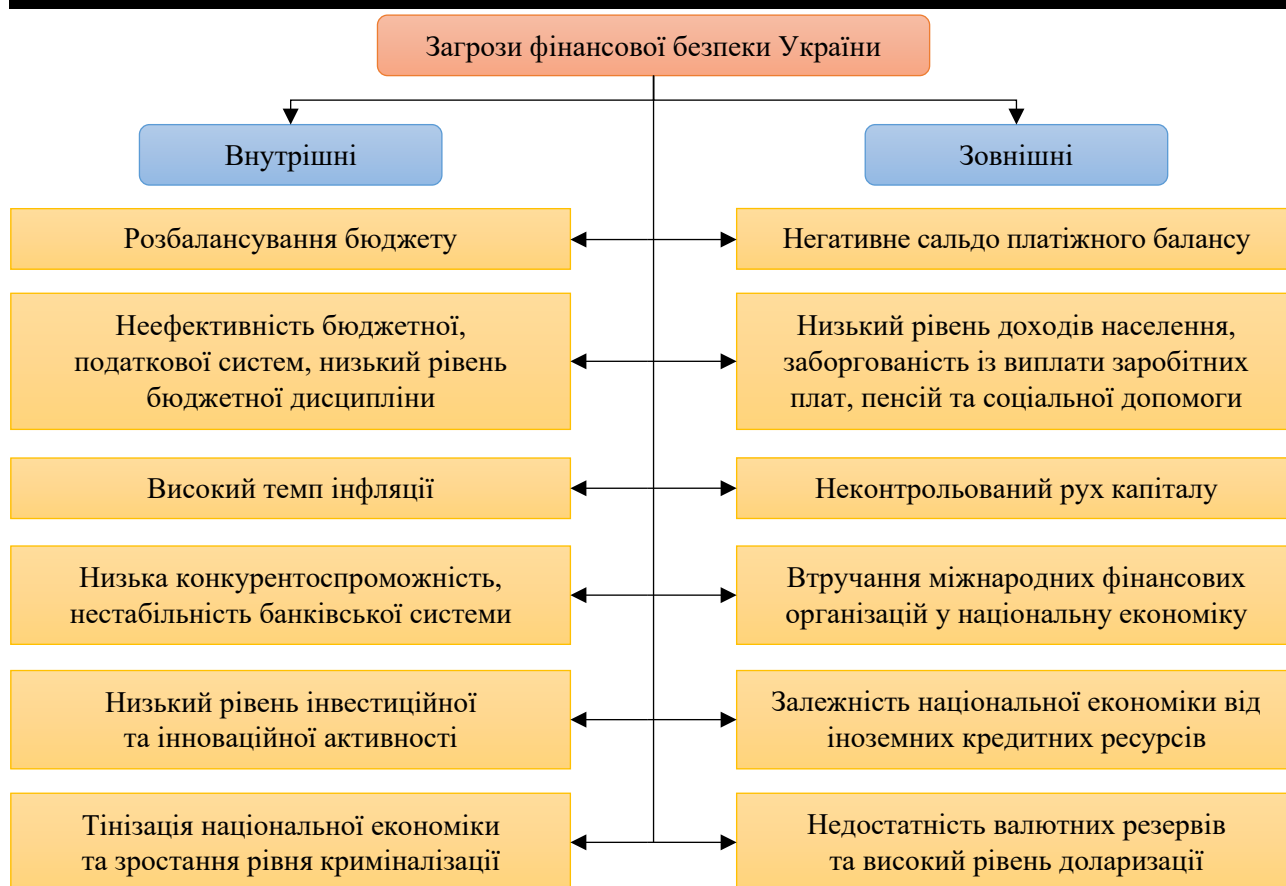 Загрози фінансової безпеки України
Внутрішні
Зовнішні
Розбалансування бюджету
Негативне сальдо платіжного балансу
Неефективність бюджетної,
податкової систем, низький рівень
бюджетної дисципліни
Низький рівень доходів населення,
заборгованість із виплати заробітних
плат, пенсій та соціальної допомоги
Високий темп інфляції
Неконтрольований рух капіталу
Низька конкурентоспроможність,
нестабільність банківської системи
Втручання міжнародних фінансових
організацій у національну економіку
Низький рівень інвестиційної
та інноваційної активності
Залежність національної економіки від
іноземних кредитних ресурсів
Тінізація національної економіки
та зростання рівня криміналізації
Недостатність валютних резервів
та високий рівень доларизації